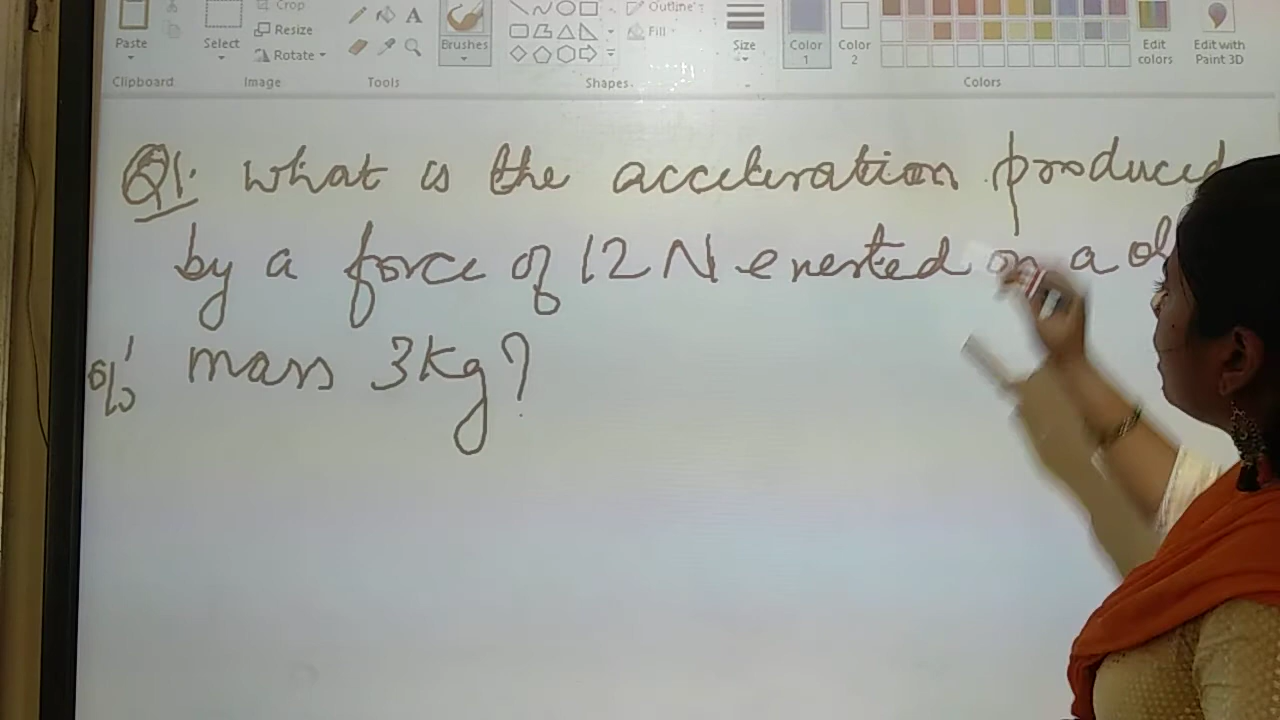 Crop
Resize
Rotate
Paste
Select
Brushes
Outline
Fill
Size
Color 1
Color 2
Edit colors
Edit with Paint 3D
Clipboard
Image
Tools
Shapes
Colors
Q1. What is the acceleration produced
by a force of 12 N exerted on a
of mass 3kg?